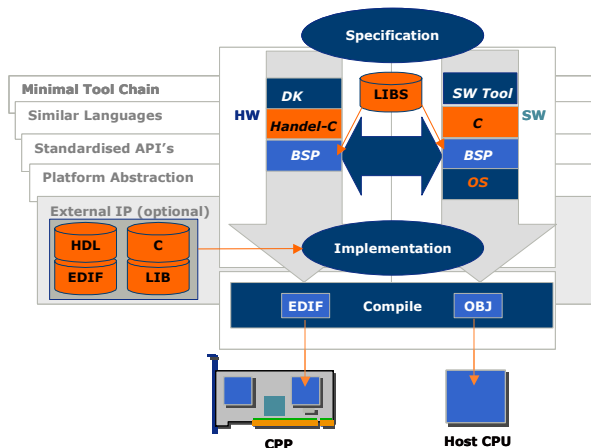 Specification
Minimal Tool Chain
Similar Languages
Standardised API's
Platform Abstraction
External IP (optional)
HW
DK
Handel-C
BSP
LIBS
SW Tool
C
BSP
OS
SW
HDL
C
EDIF
LIB
Implementation
EDIF
Compile
OBJ
CPP
Host CPU